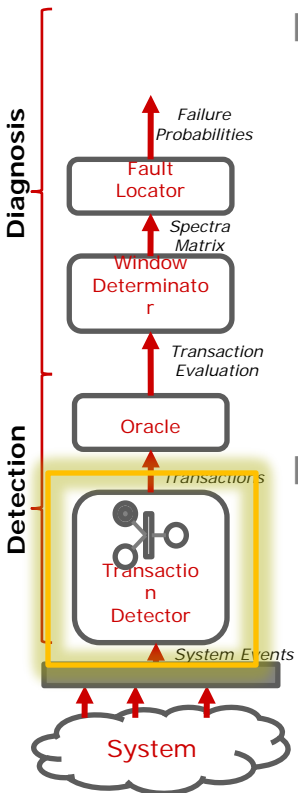 Failure
Probabilities
Diagnosis
Fault
Locator
Spectra
Matrix
Window
Determinato
r
Transaction
Evaluation
Detection
Oracle
Transactions
Transactio
n
Detector
System Events
System